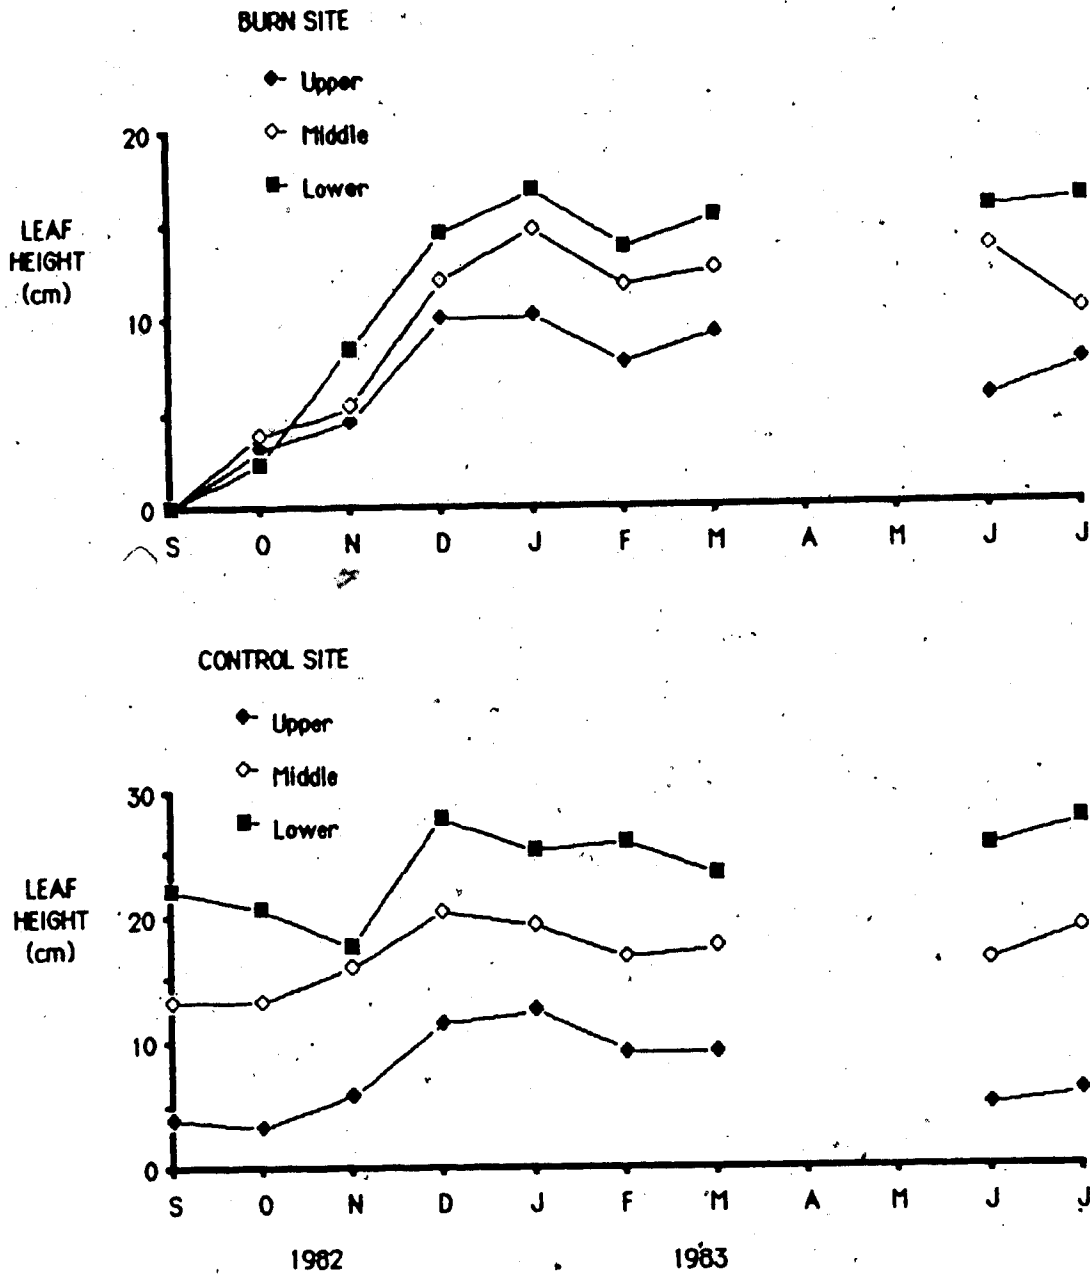 BURN SITE
Upper
Middle
Lower
20
LEAF
HEIGHT
(cm)
10
0
S O N D J F M A M J J
CONTROL SITE
Upper
Middle
Lower
30
LEAF
HEIGHT
(cm)
20
10
0
S O N D J F M A M J J
1982 1983